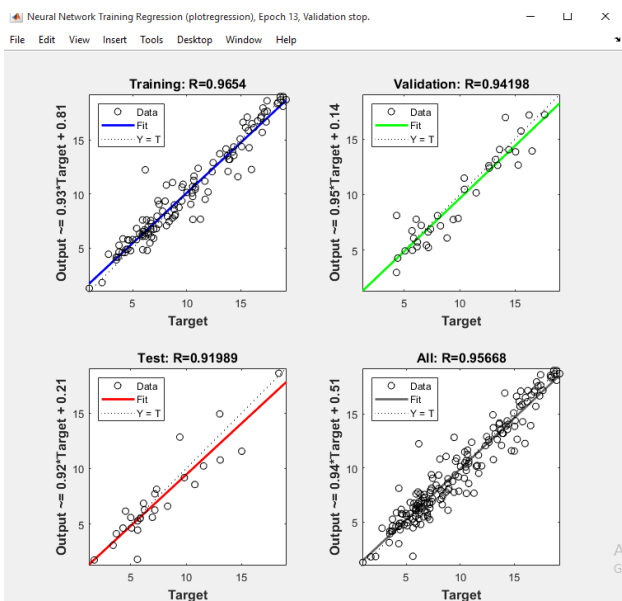 Neural Network Training Regression (plotregression), Epoch 13, Validation stop.
File Edit View Insert Tools Desktop Window Help
Training: R=0.9654
Output ~= 0.93*Target + 0.81
Data
Fit
Y = T
15
10
5
5 10 15
Target
Validation: R=0.94198
Output ~= 0.95*Target + 0.14
Data
Fit
Y = T
15
10
5
5 10 15
Target
Test: R=0.91989
Output ~= 0.92*Target + 0.21
Data
Fit
Y = T
15
10
5
5 10 15
Target
All: R=0.95668
Output ~= 0.94*Target + 0.51
Data
Fit
Y = T
15
10
5
5 10 15
Target
A
G